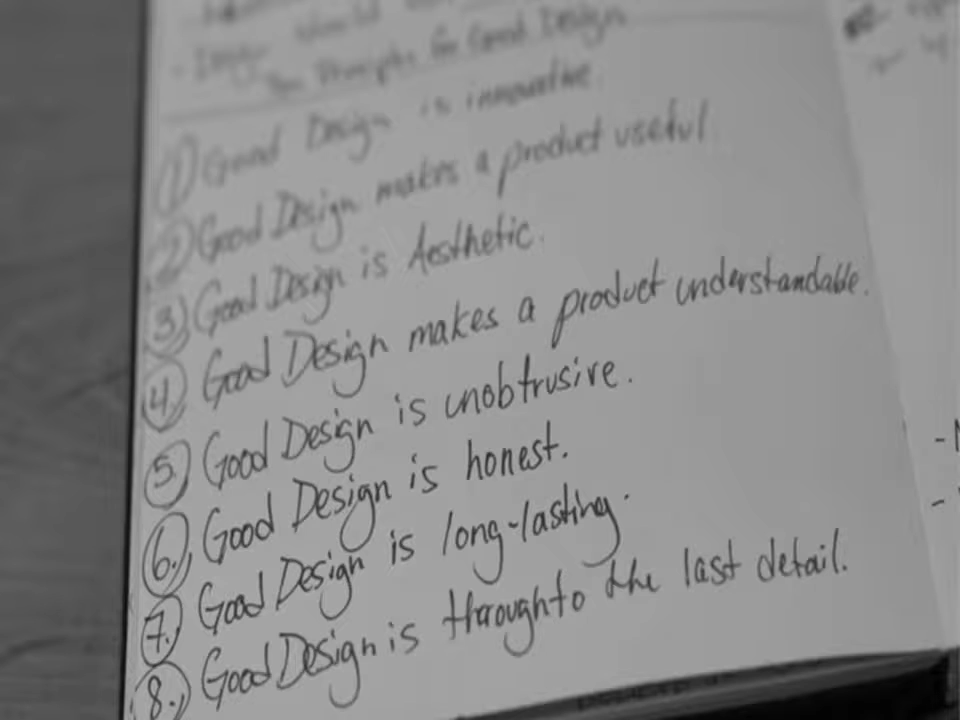 Ten Principles for Good Design
① Good Design is innovative.
② Good Design makes a product useful
③ Good Design is Aesthetic.
④ Good Design makes a product understandable.
⑤ Good Design is unobtrusive.
⑥ Good Design is honest.
⑦ Good Design is long-lasting.
⑧ Good Design is throughto the last detail.